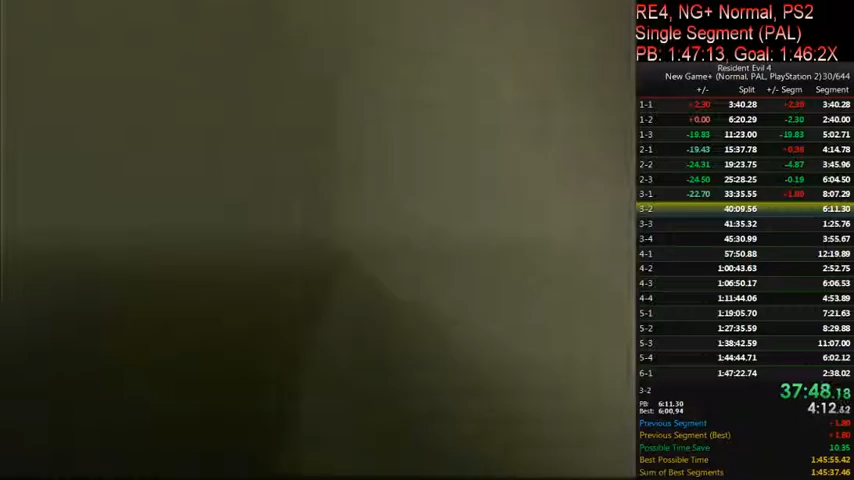 RE4, NG+ Normal, PS2
Single Segment (PAL)
PB: 1:47:13, Goal: 1:46:2X
Resident Evil 4
New Game+ (Normal, PAL, PlayStation 2) 30/644
+/- Split +/- Segm Segment
1-1 +2.30 3:40.28 +2.30 3:40.28
1-2 +0.00 6:20.29 -2.30 2:40.00
1-3 -19.83 11:23.00 -19.83 5:02.71
2-1 -19.43 15:37.78 +0.38 4:14.78
2-2 -24.31 19:23.75 -4.87 3:45.96
2-3 -24.50 25:28.25 -0.19 6:04.50
3-1 -22.70 33:35.55 +1.80 8:07.29
3-2 40:09.56 6:11.30
3-3 41:35.32 1:25.76
3-4 45:30.99 3:55.67
4-1 57:50.88 12:19.89
4-2 1:00:43.63 2:52.75
4-3 1:06:50.17 6:06.53
4-4 1:11:44.06 4:53.89
5-1 1:19:05.70 7:21.63
5-2 1:27:35.59 8:29.88
5-3 1:38:42.59 11:07.00
5-4 1:44:44.71 6:02.12
6-1 1:47:22.74 2:38.02
3-2 37:48.18
PB: 6:11.30 4:12.62
Best: 6:00.94
Previous Segment +1.80
Previous Segment (Best) +1.80
Possible Time Save 10.35
Best Possible Time 1:45:55.42
Sum of Best Segments 1:45:37.46